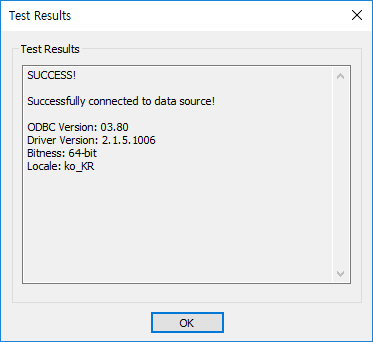 Test Results
Test Results
SUCCESS!
Successfully connected to data source!
ODBC Version: 03.80
Driver Version: 2.1.5.1006
Bitness: 64-bit
Locale: ko_KR
OK